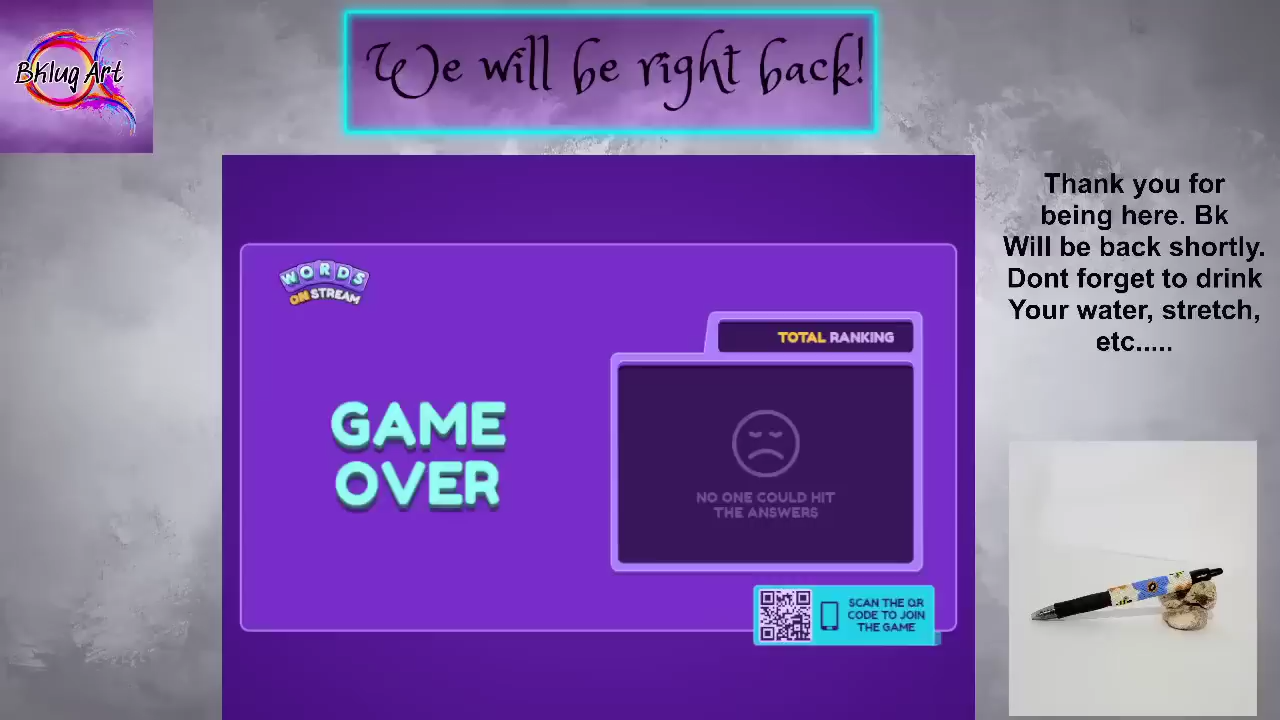 BKlug Art
We will be right back!
Thank you for
being here. Bk
Will be back shortly.
Dont forget to drink
Your water, stretch,
etc.....
WORDS
ON STREAM
TOTAL RANKING
GAME
OVER
NO ONE COULD HIT
THE ANSWERS
SCAN THE QR
CODE TO JOIN
THE GAME